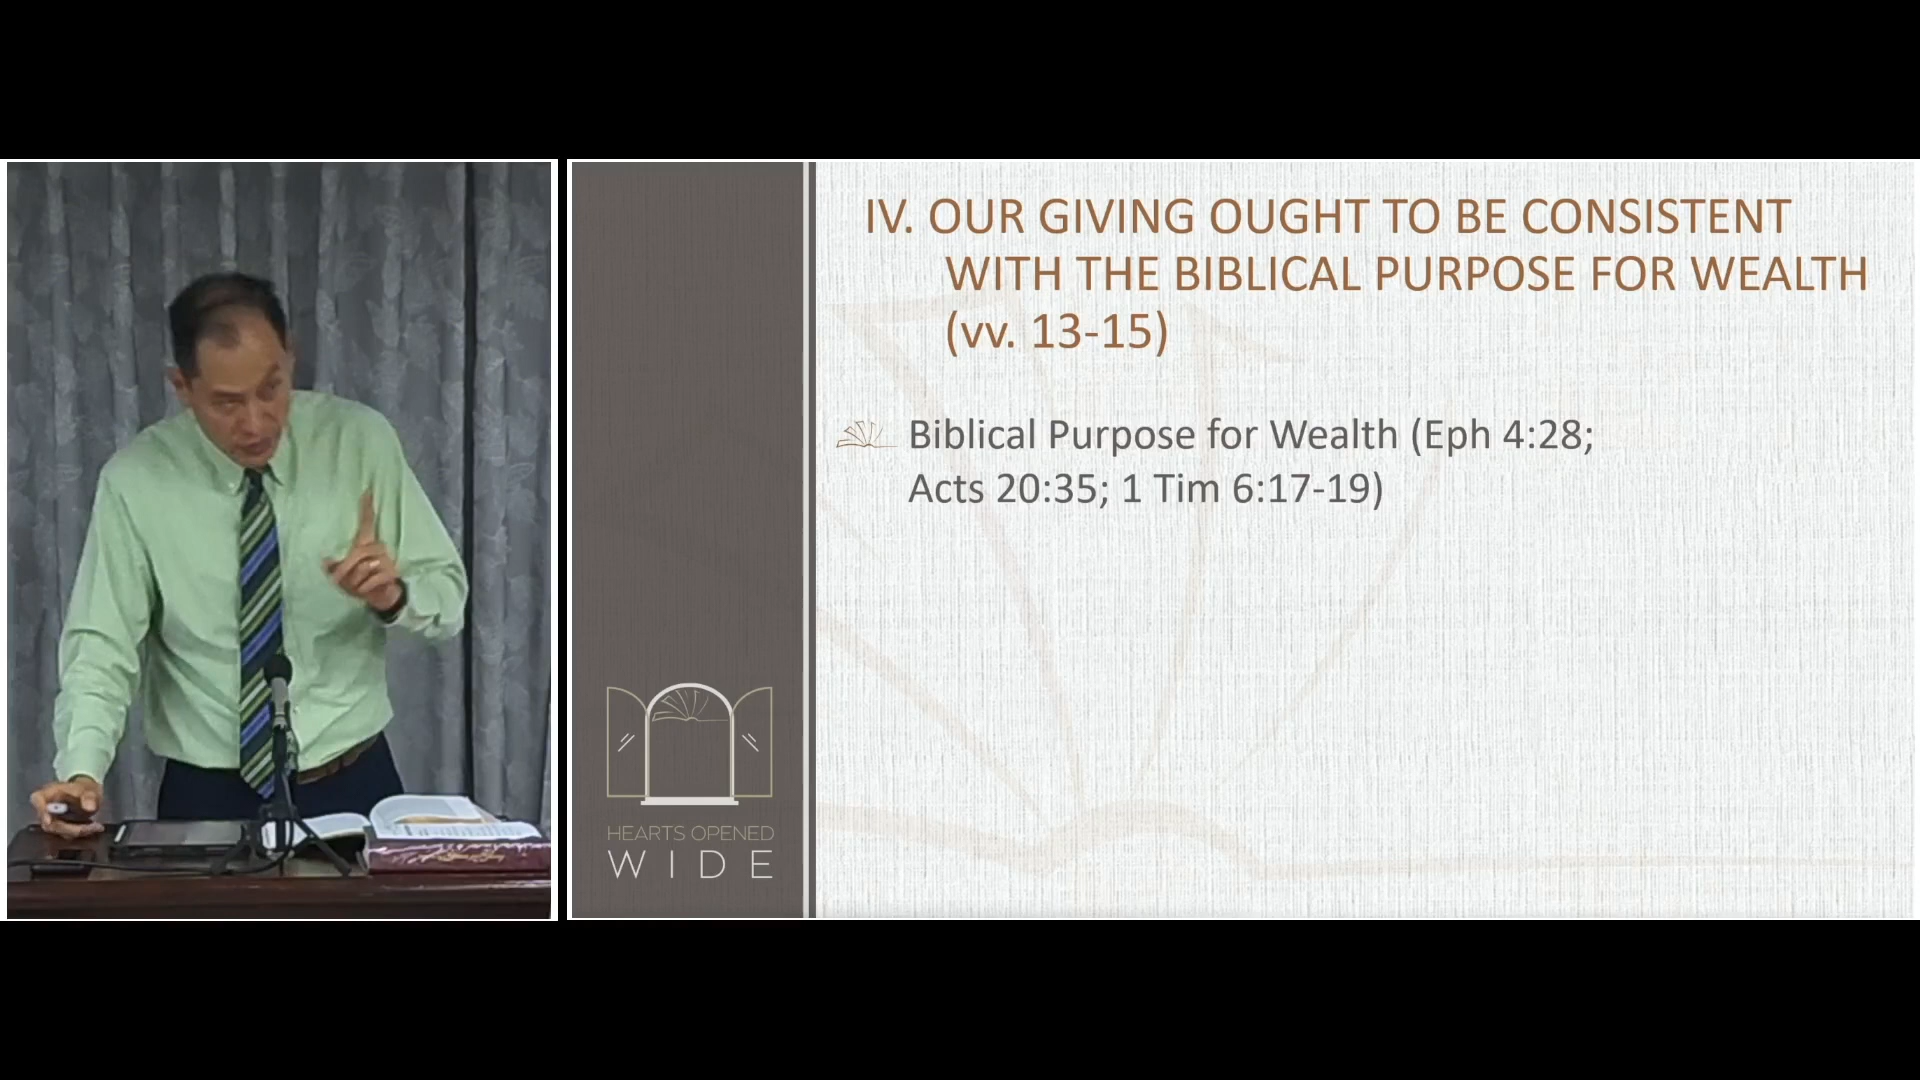 IV. OUR GIVING OUGHT TO BE CONSISTENT
WITH THE BIBLICAL PURPOSE FOR WEALTH
(vv. 13-15)
Biblical Purpose for Wealth (Eph 4:28;
Acts 20:35; 1 Tim 6:17-19)
HEARTS OPENED
WIDE